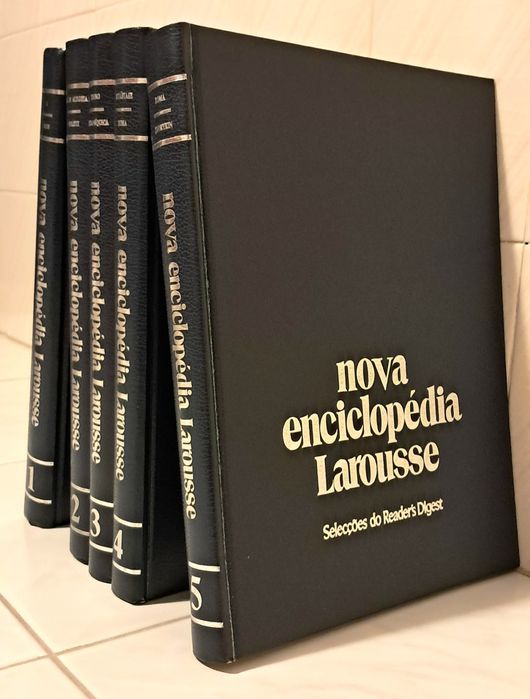 nova enciclopédia Larousse
1
nova enciclopédia Larousse
2
nova enciclopédia Larousse
3
nova enciclopédia Larousse
4
nova enciclopédia Larousse
5
nova
enciclopédia
Larousse
Selecções do Reader's Digest